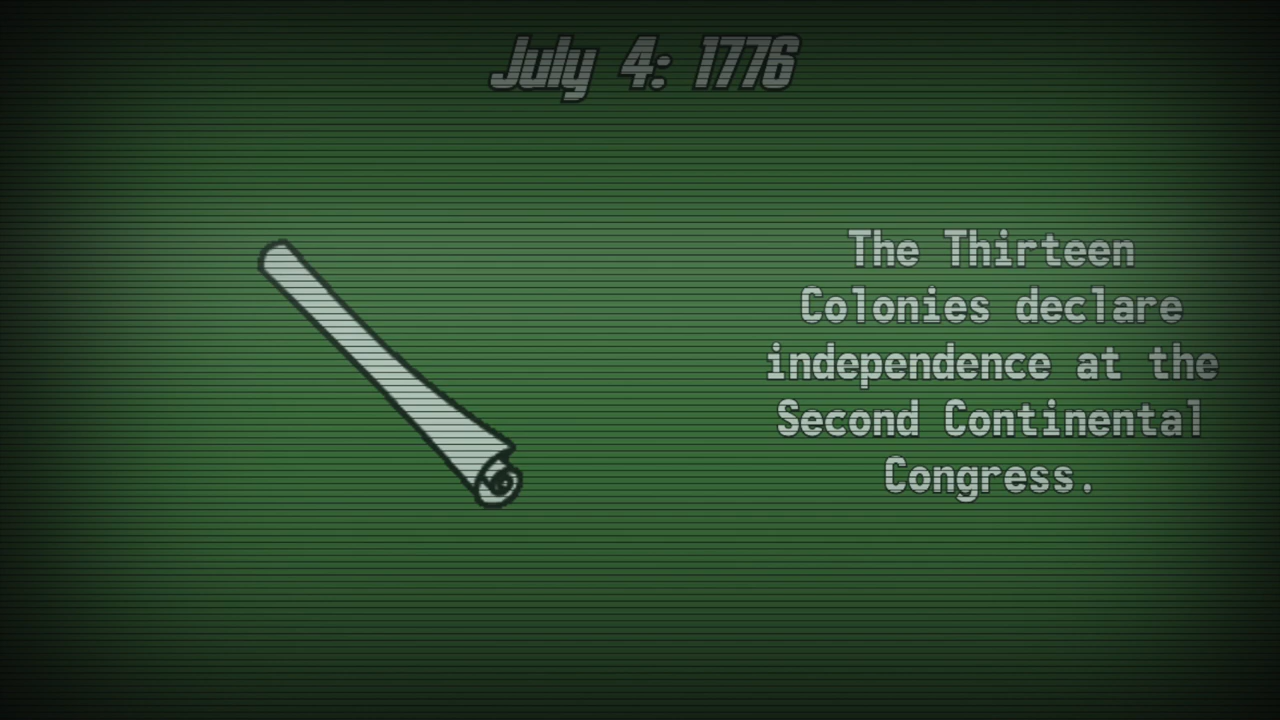 July 4: 1776
The Thirteen
Colonies declare
independence at the
Second Continental
Congress.